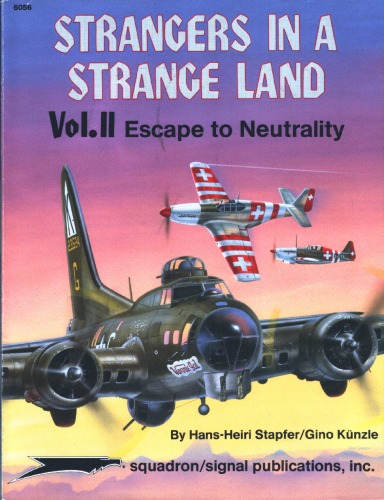 6056
STRANGERS IN A
STRANGE LAND
Vol.II Escape to Neutrality
G
By Hans-Heiri Stapfer/Gino Künzle
squadron/signal publications, inc.